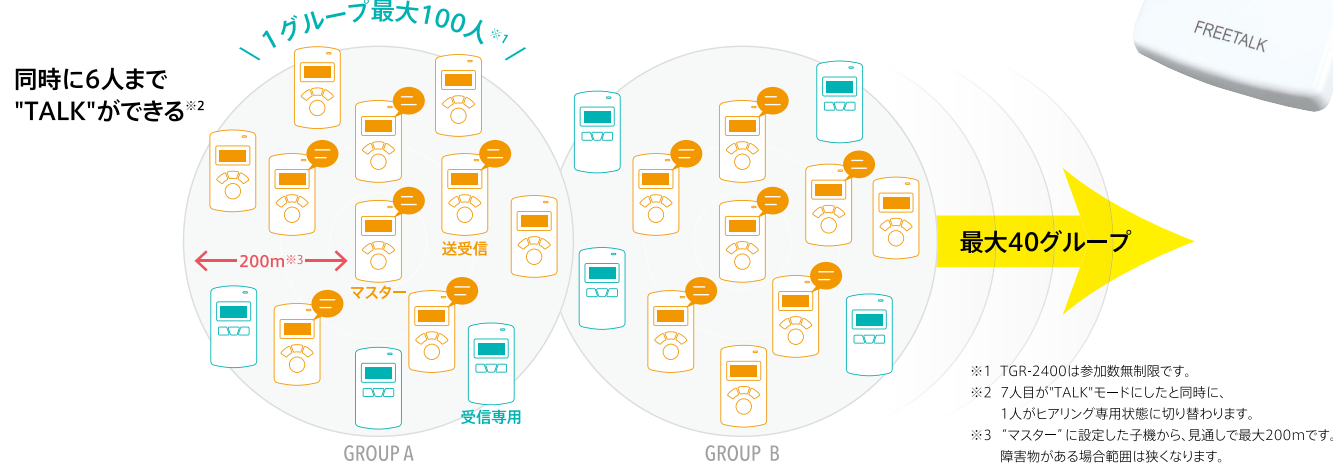 1グループ最大100人※1
FREETALK
同時に6人まで
"TALK"ができる※2
送受信
200m※3
マスター
受信専用
最大40グループ
GROUP A
GROUP B
※1 TGR-2400は参加数無制限です。
※2 7人目が"TALK"モードにしたと同時に、
1人がヒアリング専用状態に切り替わります。
※3 “マスター”に設定した子機から、見通しで最大200mです。
障害物がある場合範囲は狭くなります。